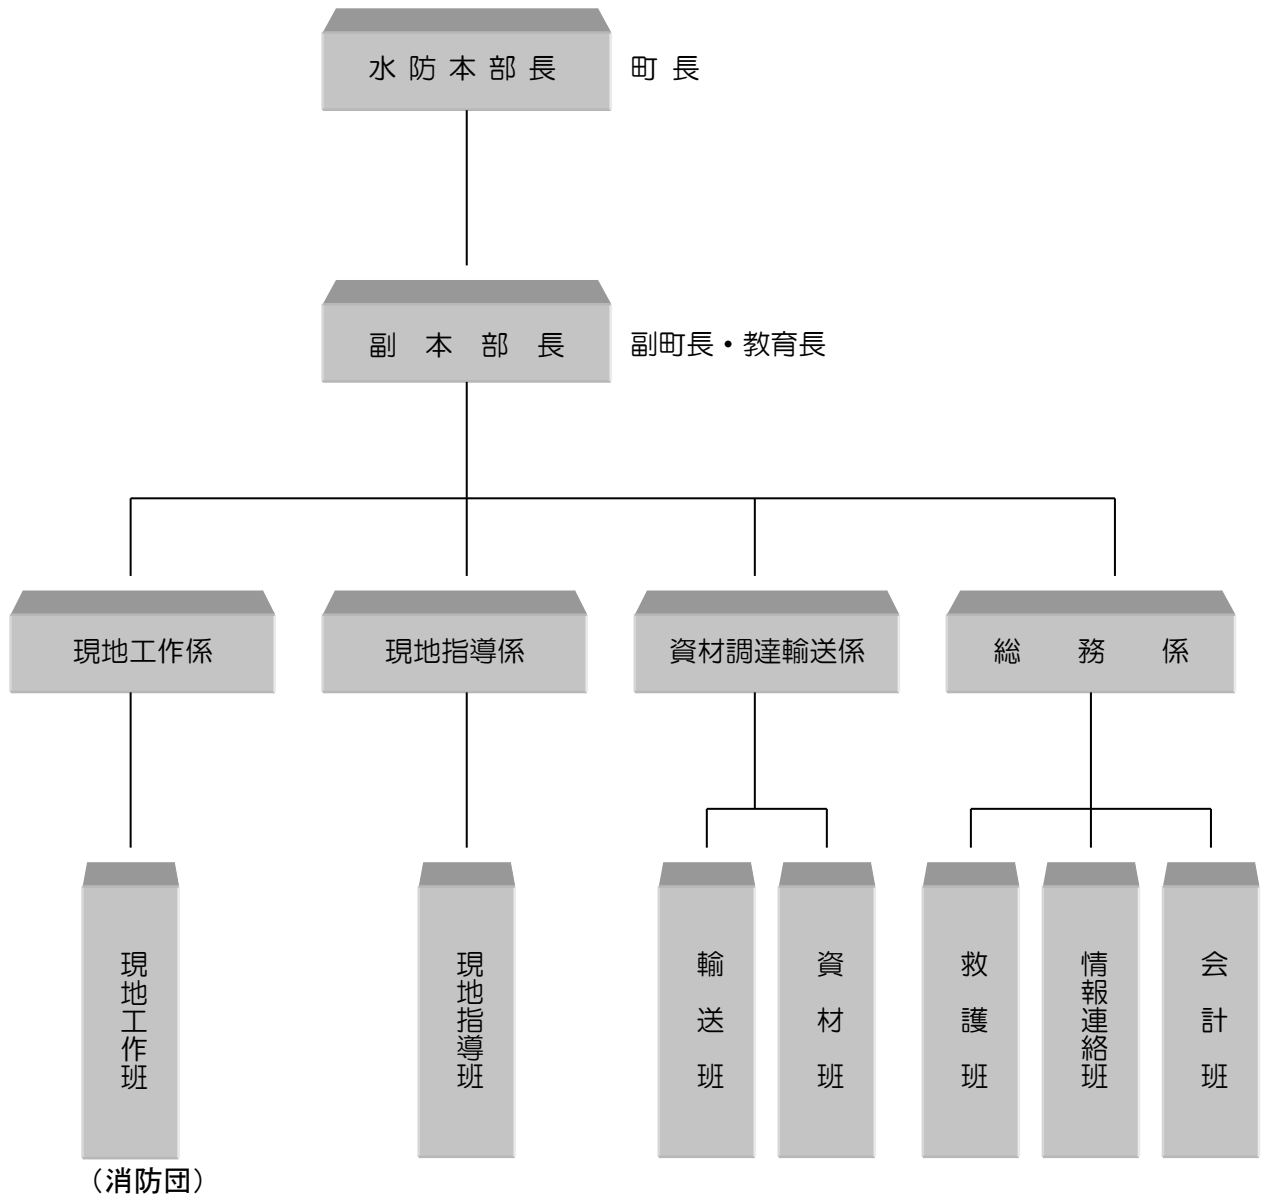 水防本部長 町長
副本部長 副町長・教育長
現地工作係 現地指導係 資材調達輸送係 総務係
現地工作班
現地指導班
輸送班
資材班
救護班
情報連絡班
会計班
（消防団）